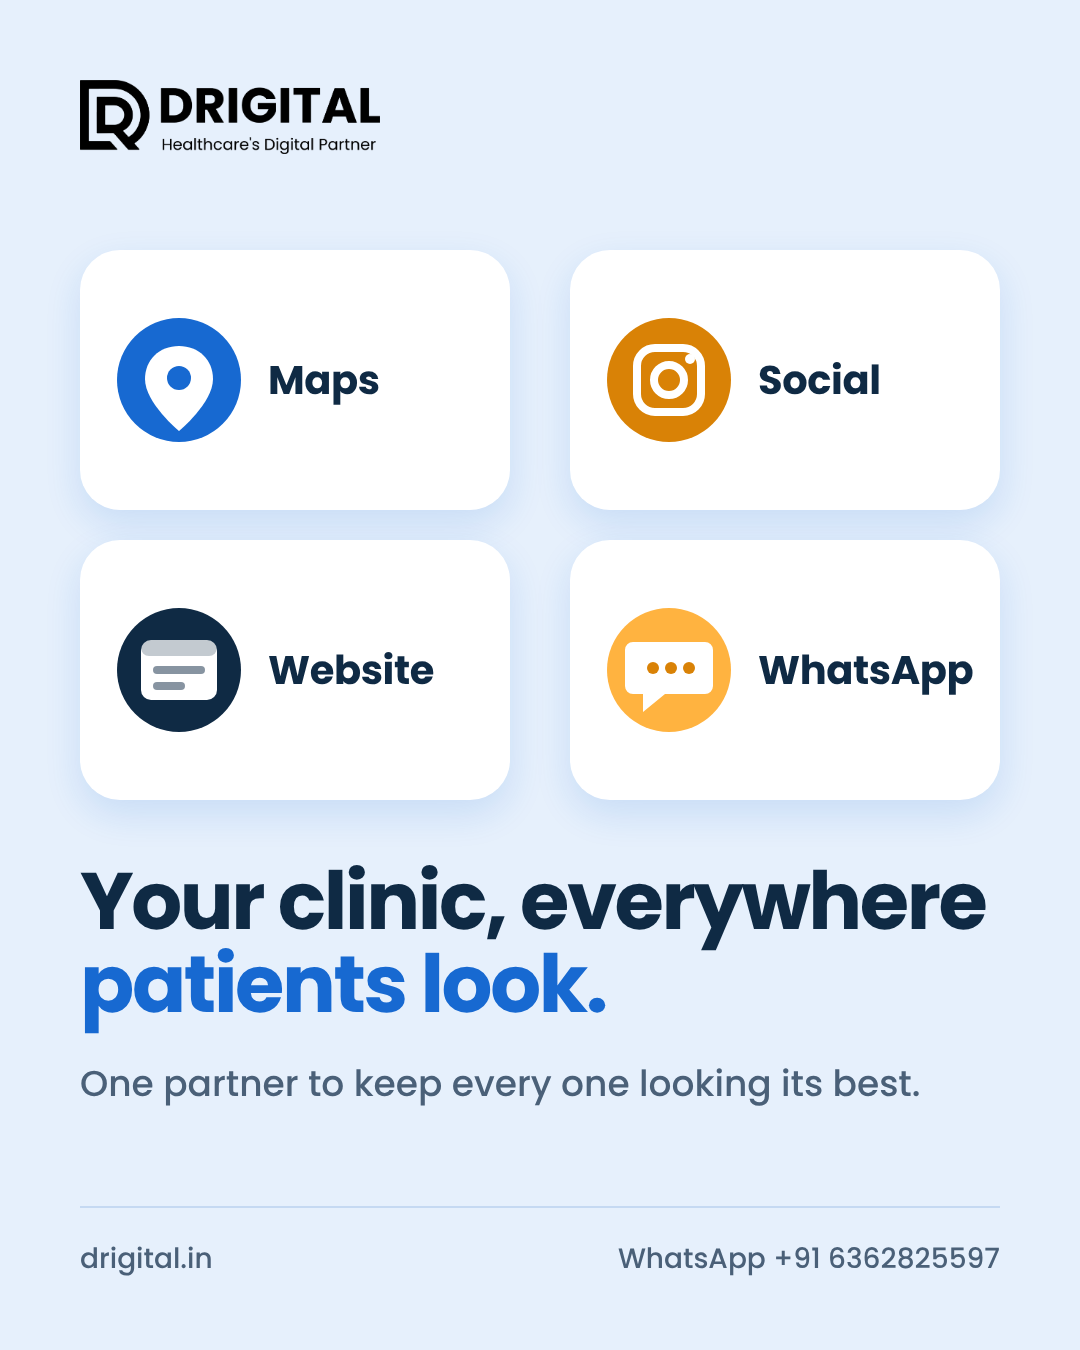 DRIGITAL
Healthcare's Digital Partner
Maps
Social
Website
WhatsApp
Your clinic, everywhere
patients look.
One partner to keep every one looking its best.
drigital.in
WhatsApp +91 6362825597